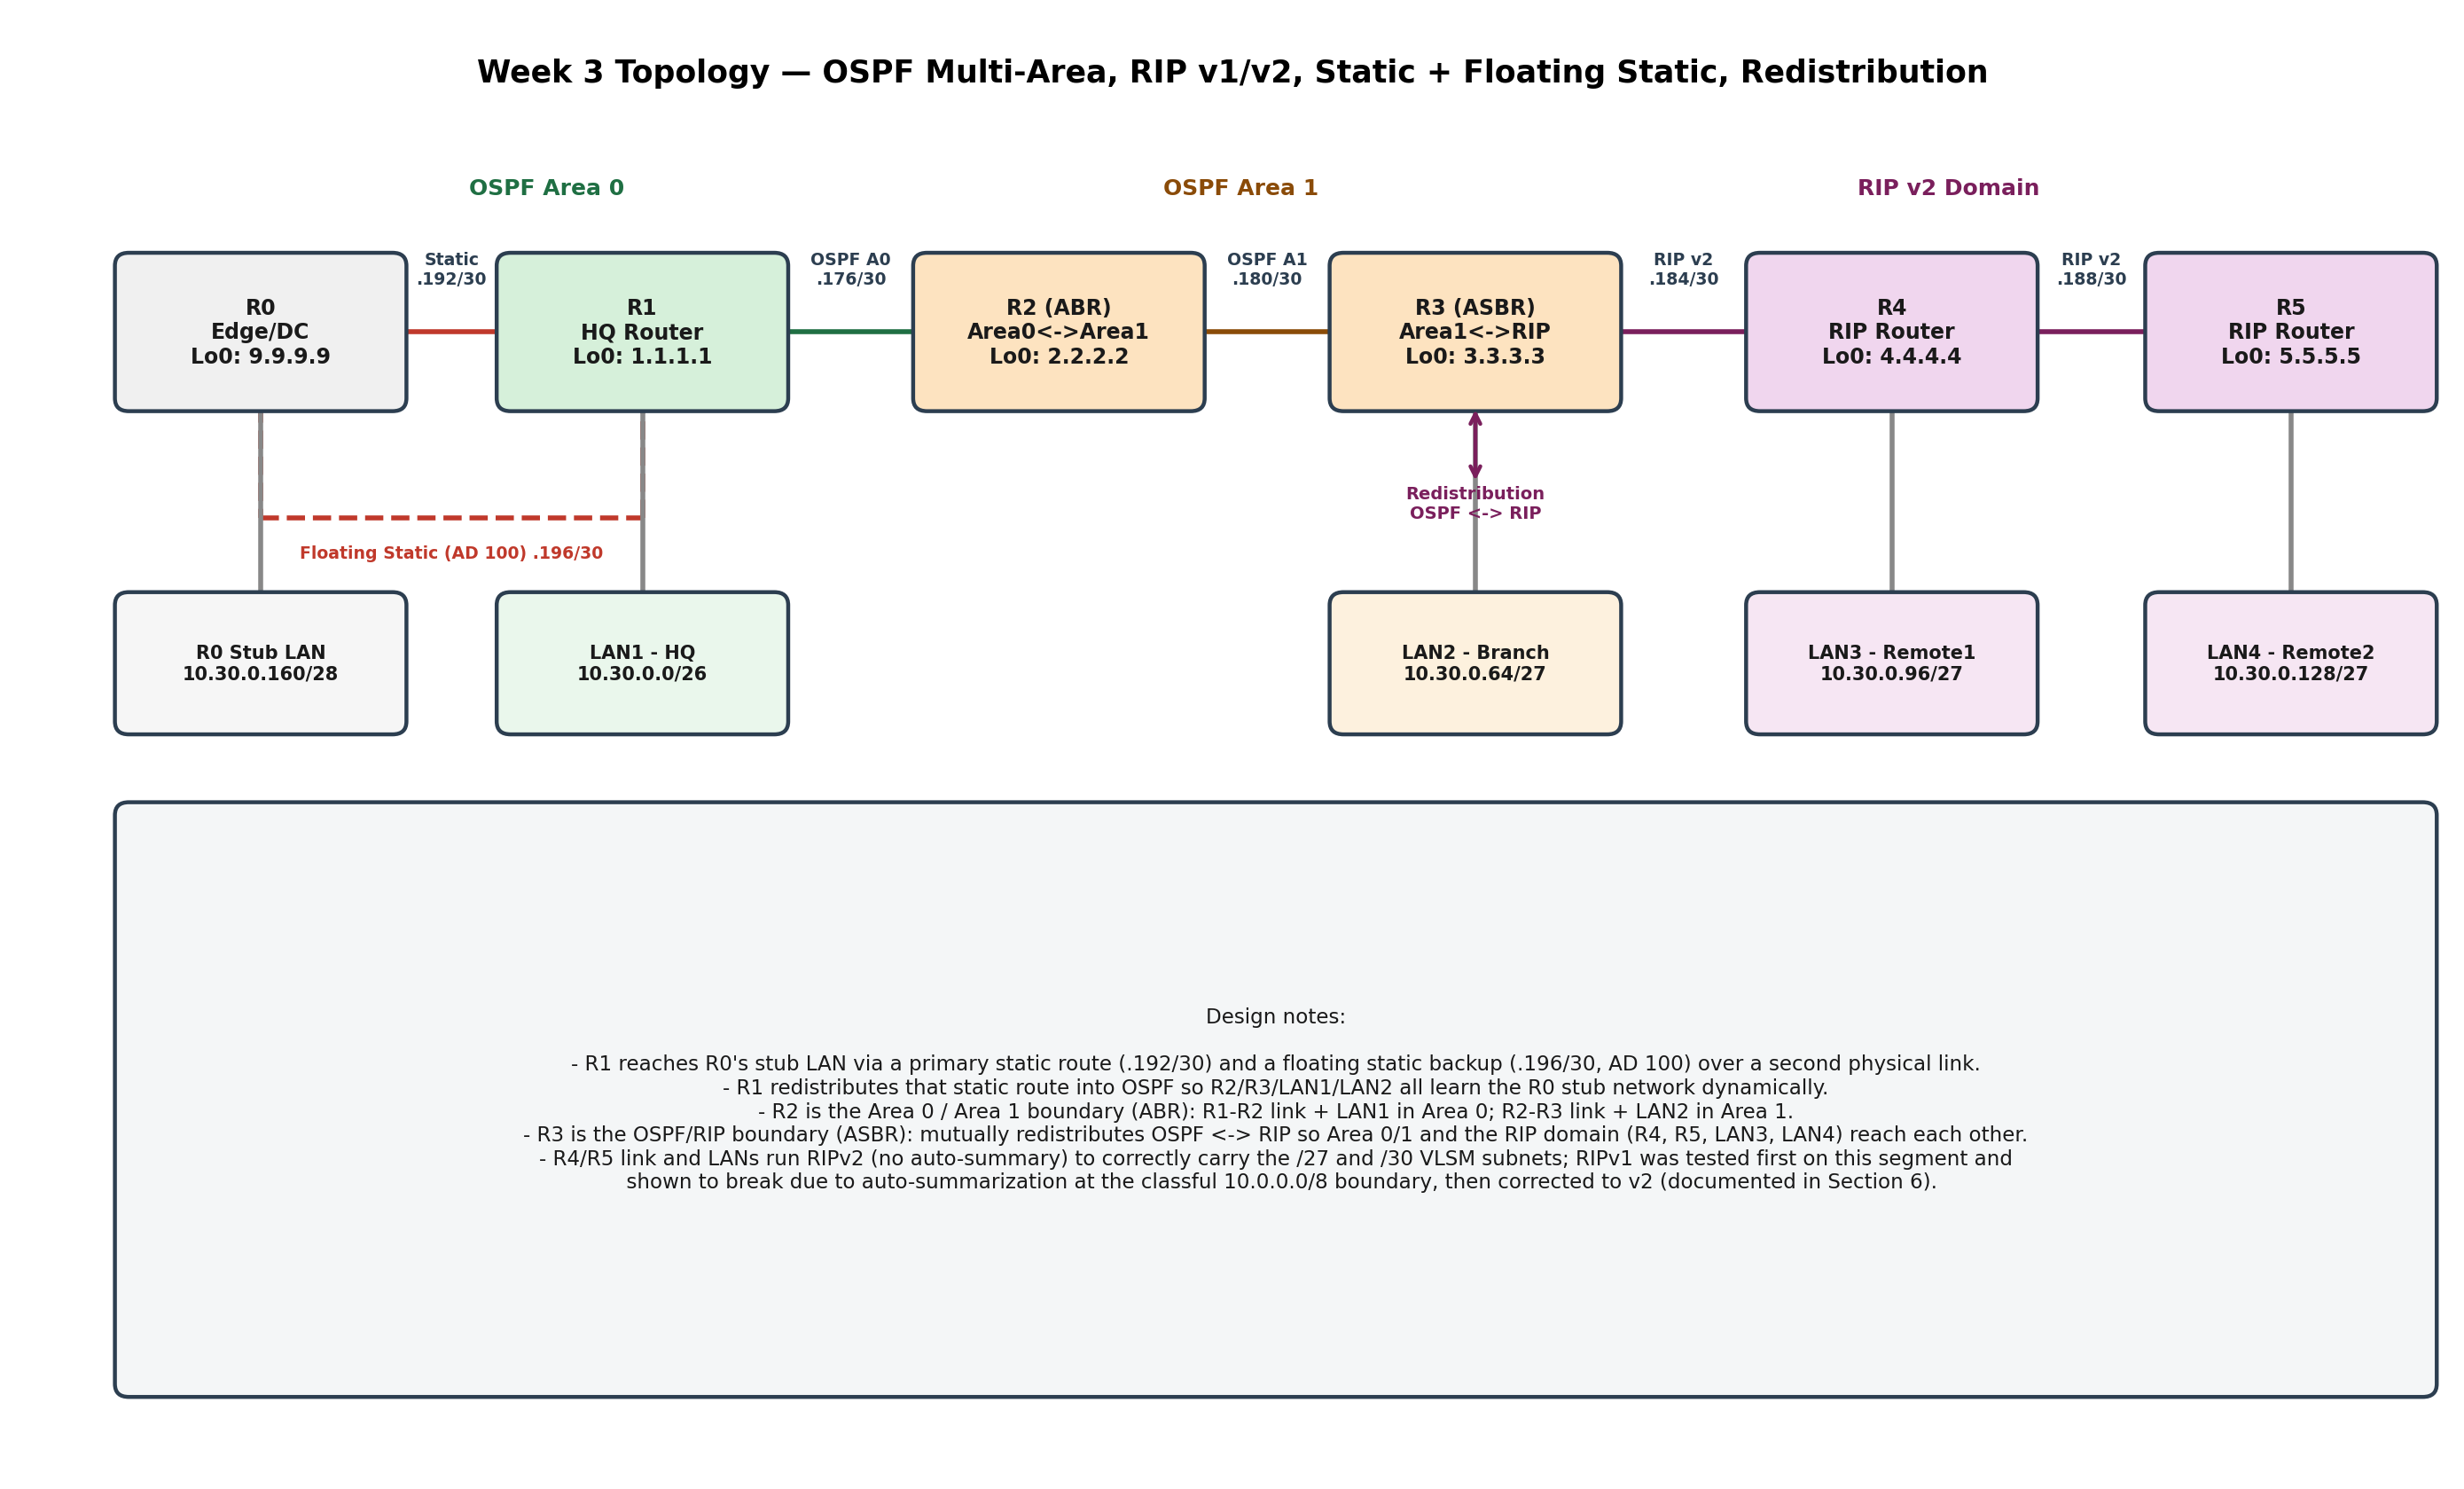 Week 3 Topology — OSPF Multi-Area, RIP v1/v2, Static + Floating Static, Redistribution
OSPF Area 0
OSPF Area 1
RIP v2 Domain
R0
Edge/DC
Lo0: 9.9.9.9
Static
.192/30
R1
HQ Router
Lo0: 1.1.1.1
OSPF A0
.176/30
R2 (ABR)
Area0<->Area1
Lo0: 2.2.2.2
OSPF A1
.180/30
R3 (ASBR)
Area1<->RIP
Lo0: 3.3.3.3
RIP v2
.184/30
R4
RIP Router
Lo0: 4.4.4.4
RIP v2
.188/30
R5
RIP Router
Lo0: 5.5.5.5
Redistribution
OSPF <-> RIP
Floating Static (AD 100) .196/30
R0 Stub LAN
10.30.0.160/28
LAN1 - HQ
10.30.0.0/26
LAN2 - Branch
10.30.0.64/27
LAN3 - Remote1
10.30.0.96/27
LAN4 - Remote2
10.30.0.128/27
Design notes:
- R1 reaches R0's stub LAN via a primary static route (.192/30) and a floating static backup (.196/30, AD 100) over a second physical link.
- R1 redistributes that static route into OSPF so R2/R3/LAN1/LAN2 all learn the R0 stub network dynamically.
- R2 is the Area 0 / Area 1 boundary (ABR): R1-R2 link + LAN1 in Area 0; R2-R3 link + LAN2 in Area 1.
- R3 is the OSPF/RIP boundary (ASBR): mutually redistributes OSPF <-> RIP so Area 0/1 and the RIP domain (R4, R5, LAN3, LAN4) reach each other.
- R4/R5 link and LANs run RIPv2 (no auto-summary) to correctly carry the /27 and /30 VLSM subnets; RIPv1 was tested first on this segment and
shown to break due to auto-summarization at the classful 10.0.0.0/8 boundary, then corrected to v2 (documented in Section 6).